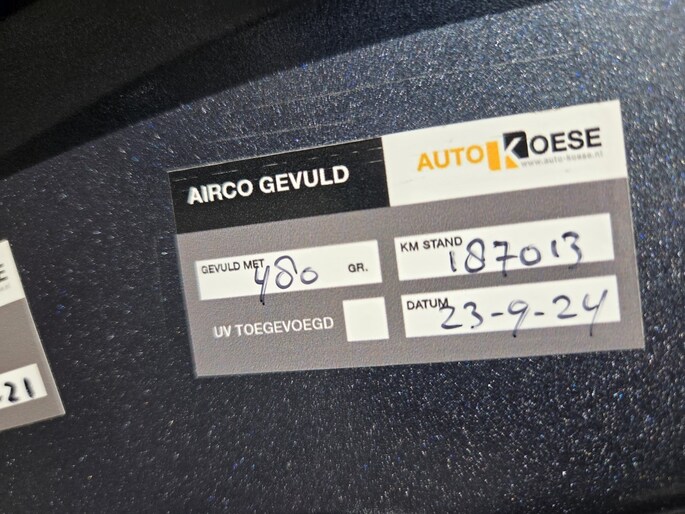 AIRCO GEVULD
AUTO KOESE
www.auto-koese.nl
GEVULD MET 480 GR.
KM STAND 187013
UV TOEGEVOEGD
DATUM 23-9-24
ESE
-21